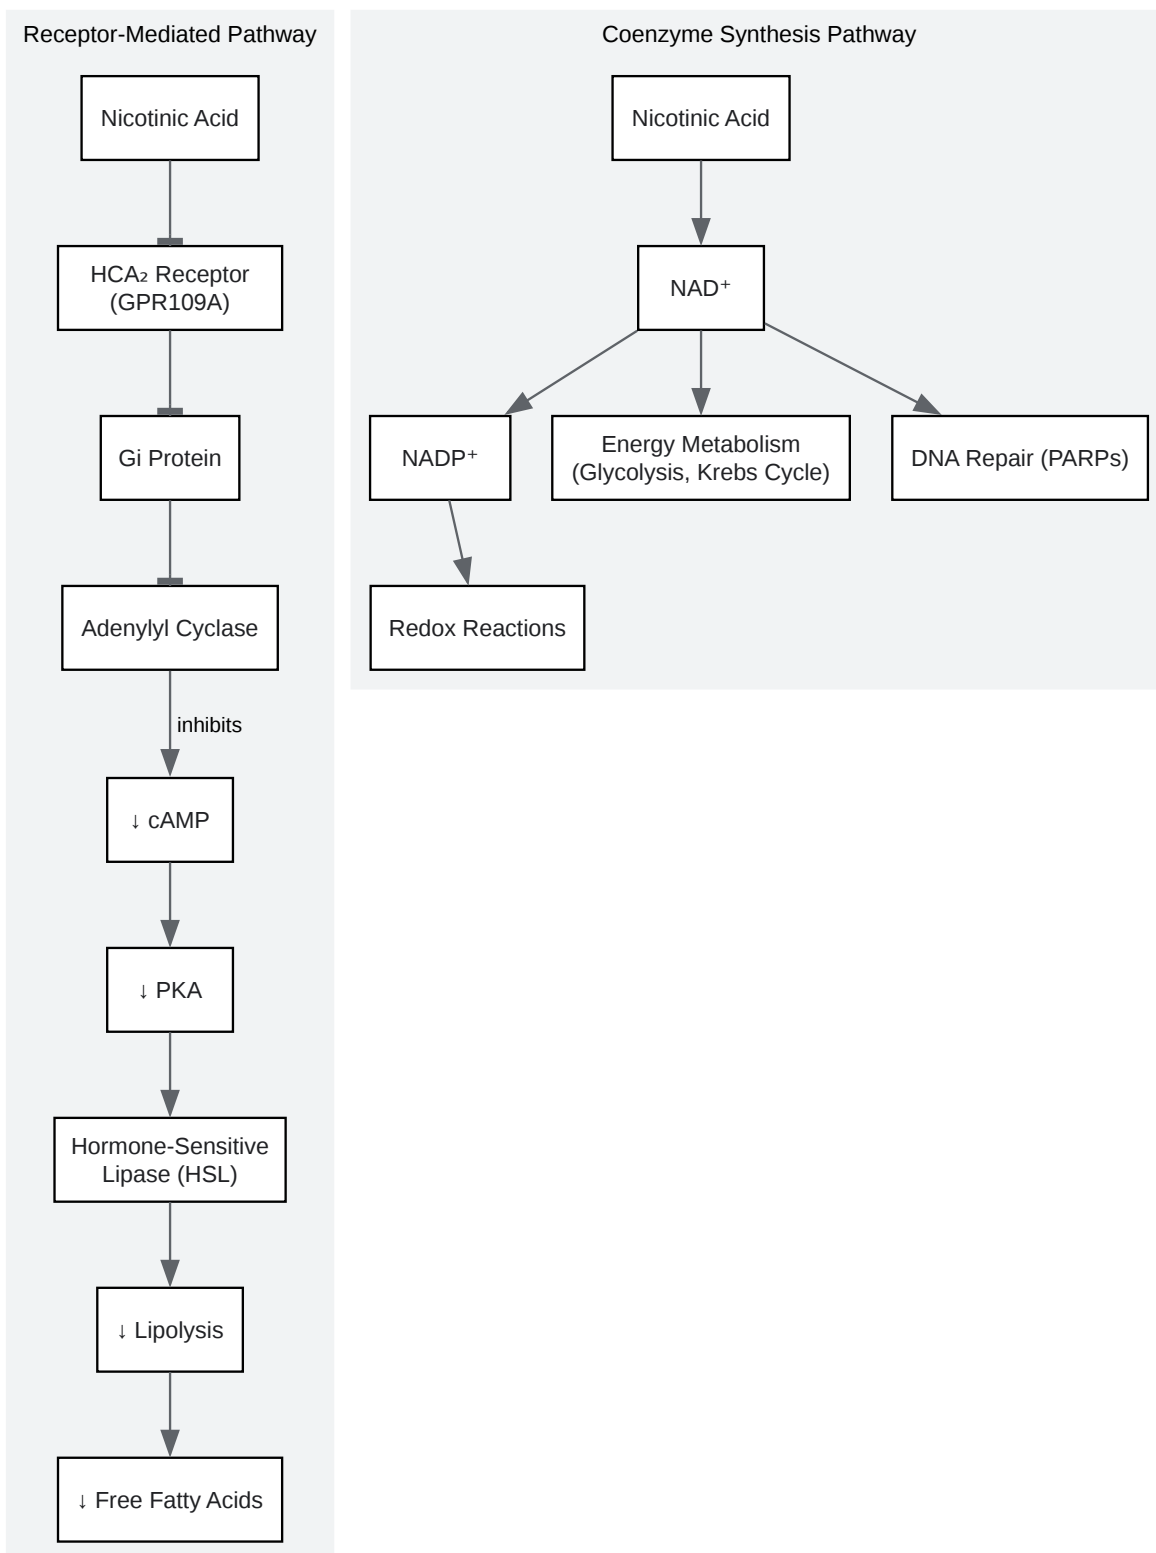 Receptor-Mediated Pathway
Nicotinic Acid
HCA₂ Receptor
(GPR109A)
Gi Protein
Adenylyl Cyclase
inhibits
↓ cAMP
↓ PKA
Hormone-Sensitive
Lipase (HSL)
↓ Lipolysis
↓ Free Fatty Acids
Coenzyme Synthesis Pathway
Nicotinic Acid
NAD⁺
NADP⁺
Energy Metabolism
(Glycolysis, Krebs Cycle)
DNA Repair (PARPs)
Redox Reactions